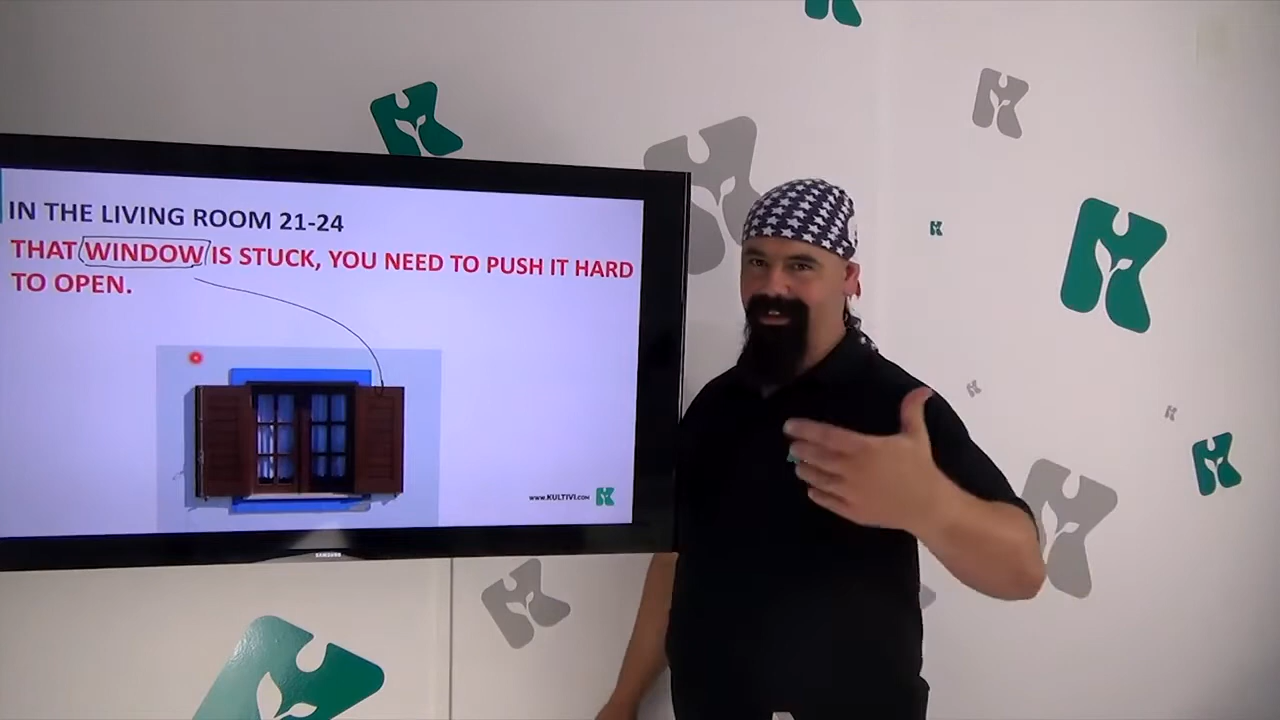 IN THE LIVING ROOM 21-24
THAT WINDOW IS STUCK, YOU NEED TO PUSH IT HARD
TO OPEN.
WWW.KULTIVI.COM